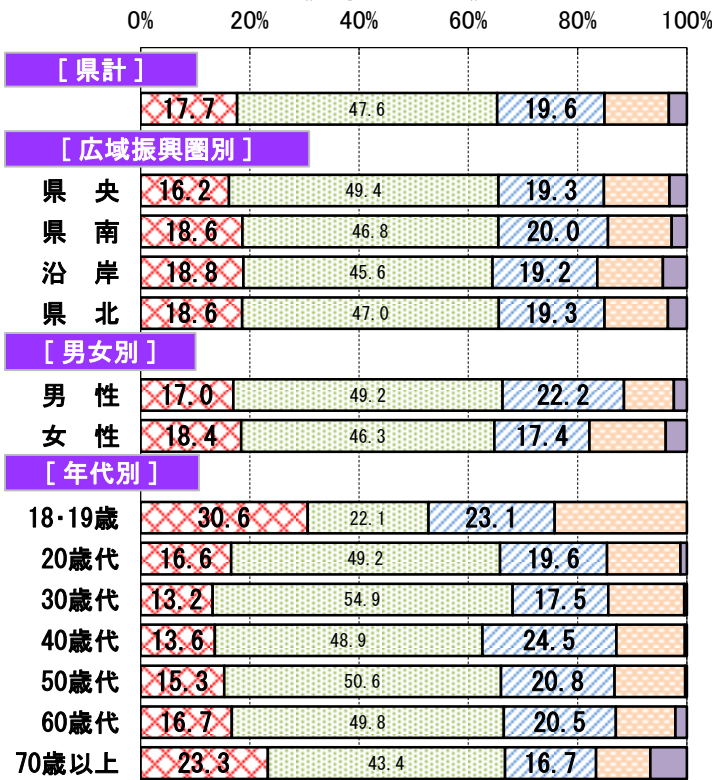 0% 20% 40% 60% 80% 100%
[ 県計 ]
17.7 47.6 19.6
[ 広域振興圏別 ]
県 央 16.2 49.4 19.3
県 南 18.6 46.8 20.0
沿 岸 18.8 45.6 19.2
県 北 18.6 47.0 19.3
[ 男女別 ]
男 性 17.0 49.2 22.2
女 性 18.4 46.3 17.4
[ 年代別 ]
18・19歳 30.6 22.1 23.1
20歳代 16.6 49.2 19.6
30歳代 13.2 54.9 17.5
40歳代 13.6 48.9 24.5
50歳代 15.3 50.6 20.8
60歳代 16.7 49.8 20.5
70歳以上 23.3 43.4 16.7